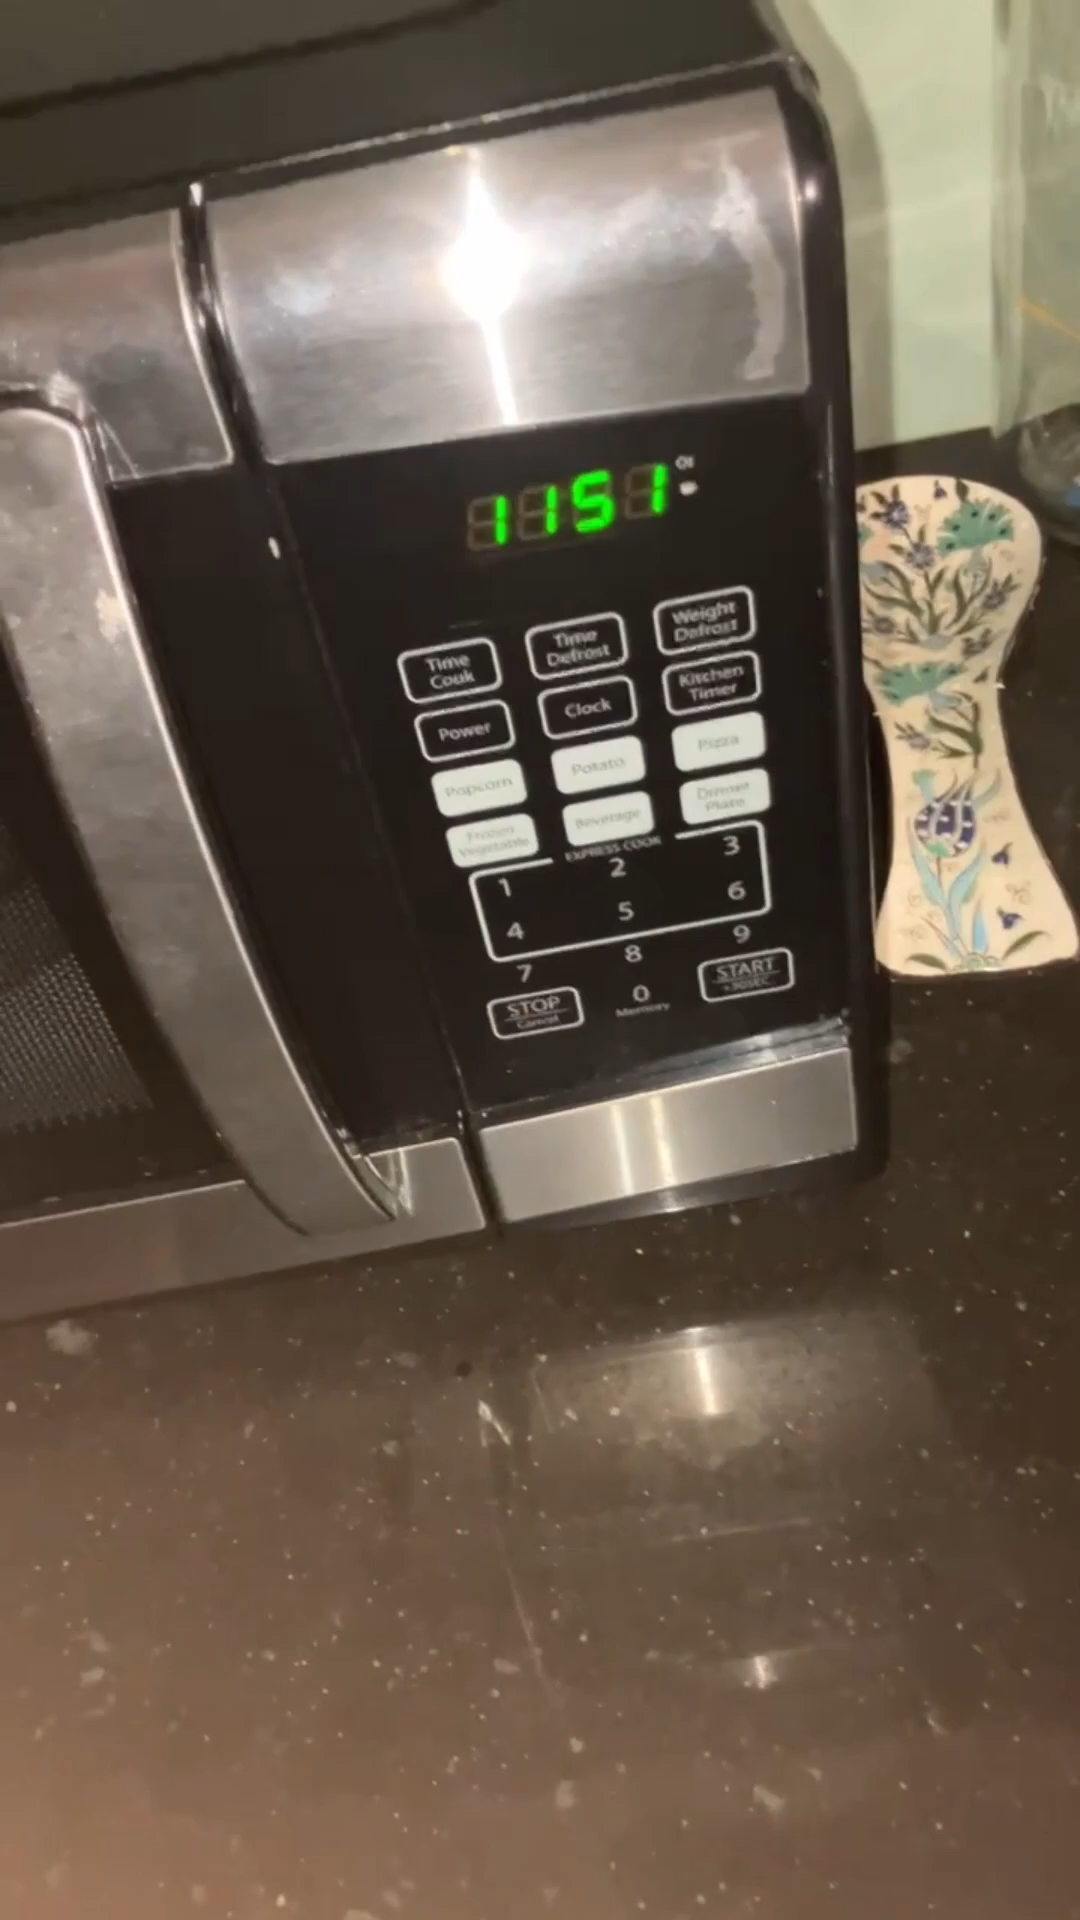 1151
Oz
Time Cook
Time Defrost
Weight Defrost
Power
Clock
Kitchen Timer
Popcorn
Potato
Pizza
Frozen Vegetable
Beverage
Dinner Plate
EXPRESS COOK
1 2 3
4 5 6
7 8 9
STOP
Cancel
0
Memory
START
+30SEC.